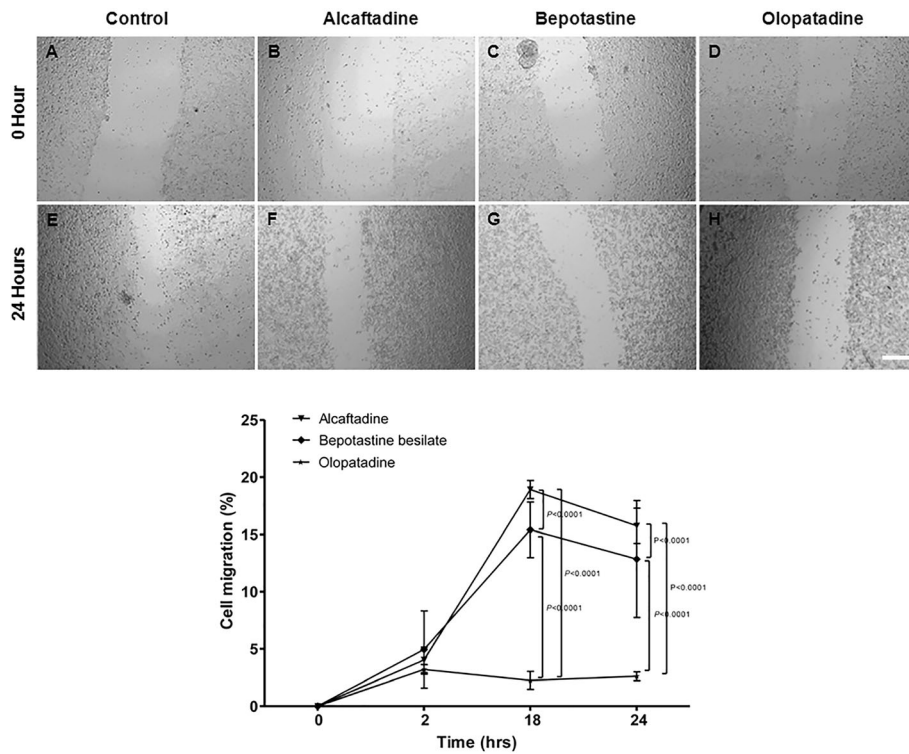 Control Alcaftadine Bepotastine Olopatadine
0 Hour
A B C D
24 Hours
E F G H
25
20
15
10
5
0
Cell migration (%)
Alcaftadine
Bepotastine besilate
Olopatadine
P<0.0001
P<0.0001
P<0.0001
P<0.0001
P<0.0001
P<0.0001
0 2 18 24
Time (hrs)